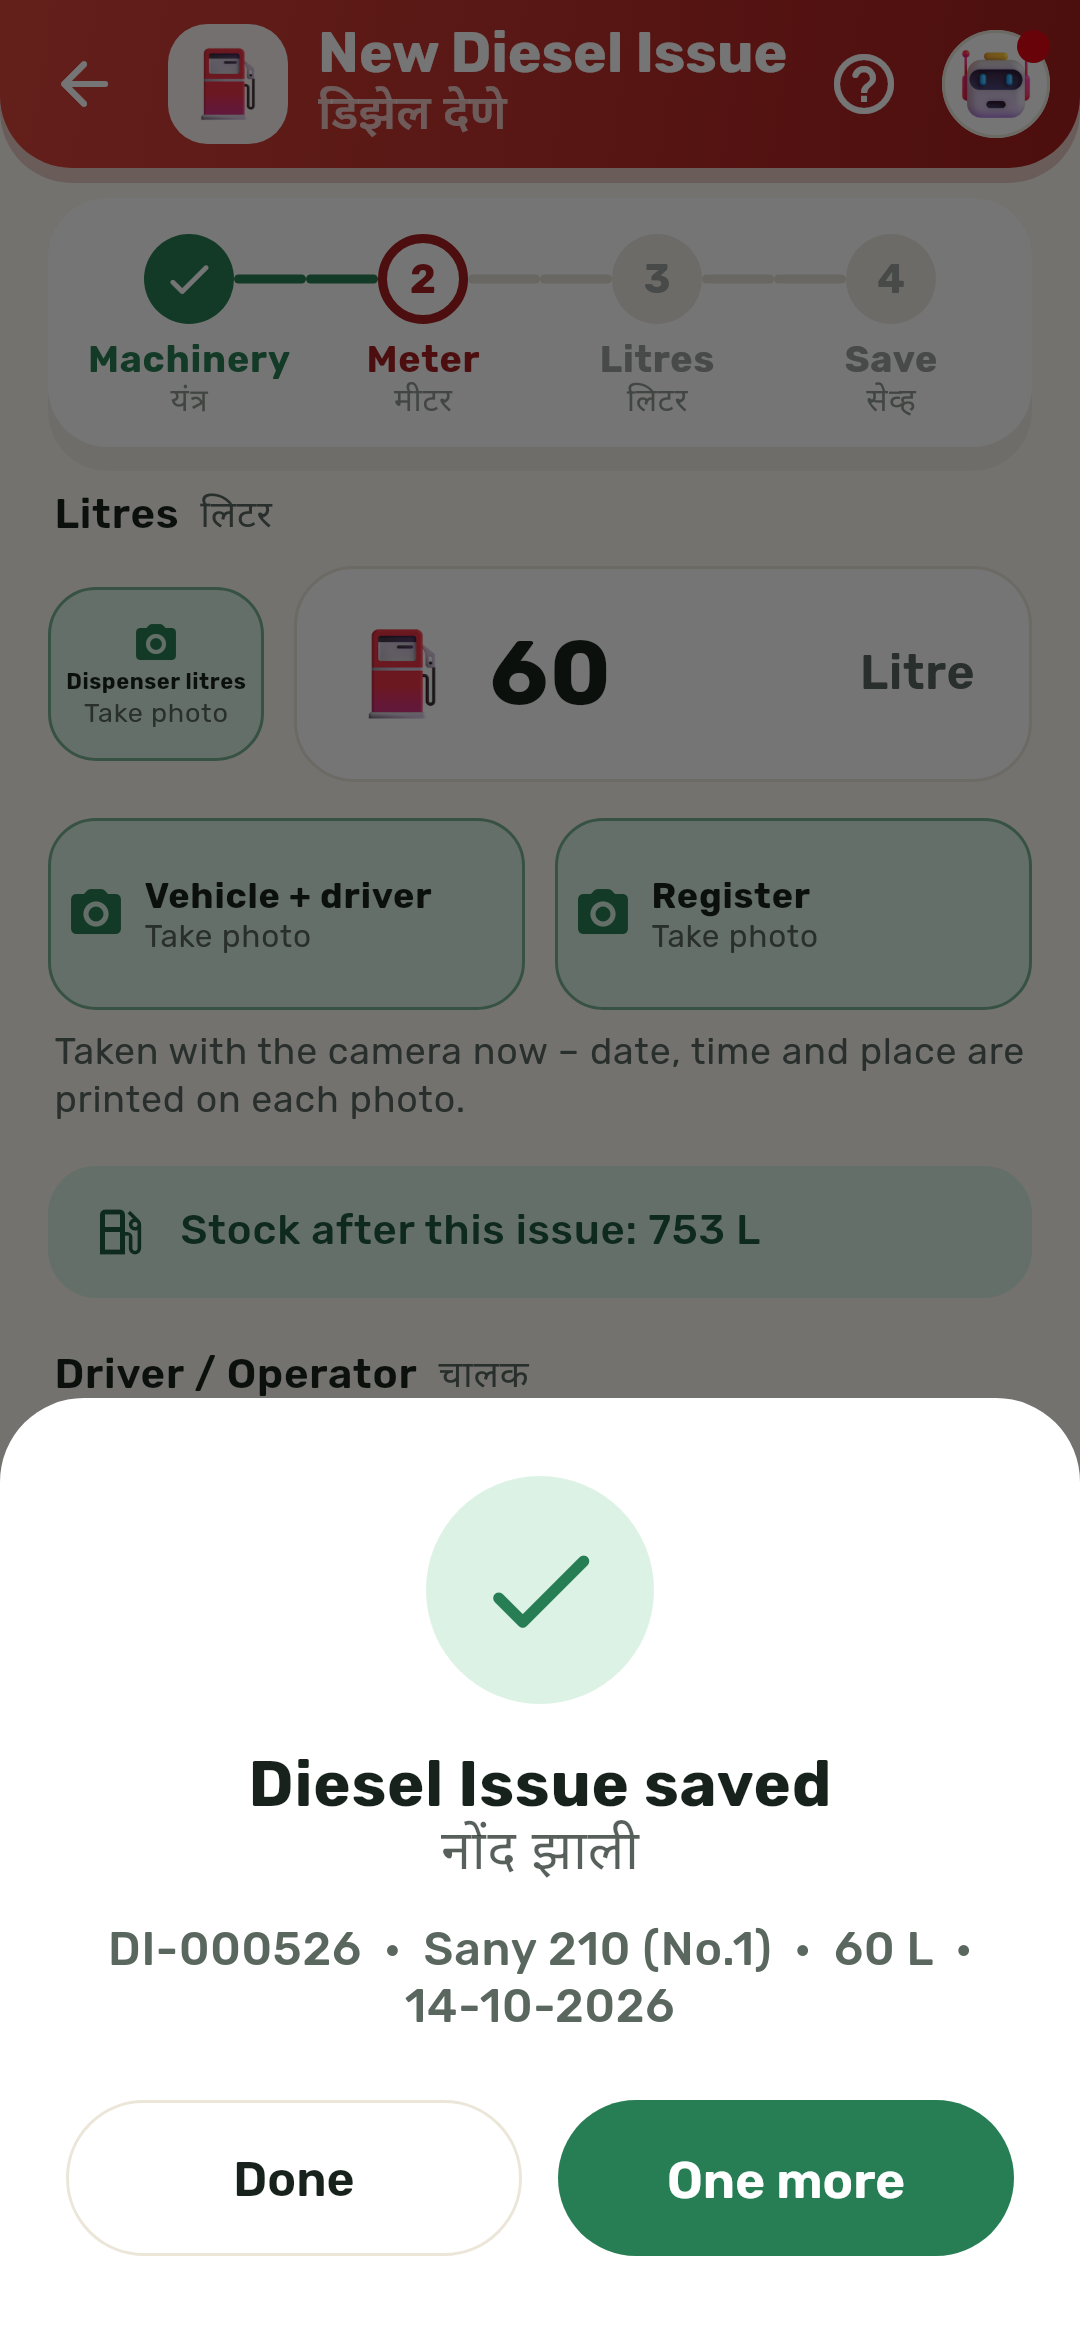 New Diesel Issue
डिझेल देणे
2
3
4
Machinery
Meter
Litres
Save
यंत्र
मीटर
लिटर
सेव्ह
Litres लिटर
Dispenser litres
Take photo
60
Litre
Vehicle + driver
Take photo
Register
Take photo
Taken with the camera now – date, time and place are
printed on each photo.
Stock after this issue: 753 L
Driver / Operator चालक
Diesel Issue saved
नोंद झाली
DI-000526 • Sany 210 (No.1) • 60 L •
14-10-2026
Done
One more